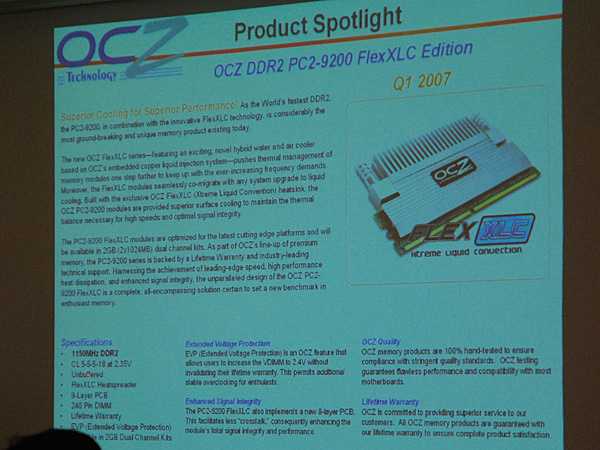 OCZ
Technology
Product Spotlight
OCZ DDR2 PC2-9200 FlexXLC Edition
Q1 2007
Superior Cooling for Superior Performance! As the World's fastest DDR2,
the PC2-9200, in combination with the innovative FlexXLC technology, is considerably the
most ground-breaking and unique memory product existing today.
The new OCZ FlexXLC series—featuring an exciting, novel hybrid water and air cooler
based on OCZ's embedded copper liquid injection system—pushes thermal management of
memory modules one step further to keep up with the ever-increasing frequency demands.
Moreover, the FlexXLC modules seamlessly co-migrate with any system upgrade to liquid
cooling. Built with the exclusive OCZ FlexXLC (Xtreme Liquid Convention) heatsink, the
OCZ PC2-9200 modules are provided superior surface cooling to maintain the thermal
balance necessary for high speeds and optimal signal integrity.
The PC2-9200 FlexXLC modules are optimized for the latest cutting edge platforms and will
be available in 2GB (2x1024MB) dual channel kits. As part of OCZ's line-up of premium
memory, the PC2-9200 series is backed by a Lifetime Warranty and industry-leading
technical support. Harnessing the achievement of leading-edge speed, high performance
heat dissipation, and enhanced signal integrity, the unparalleled design of the OCZ PC2-
9200 FlexXLC is a complete, all-encompassing solution certain to set a new benchmark in
enthusiast memory.
OCZ
FLEX XLC
Xtreme Liquid Convection
Specifications
• 1150MHz DDR2
• CL 5-5-5-18 at 2.35V
• Unbuffered
• FlexXLC Heatspreader
• 8-Layer PCB
• 240 Pin DIMM
• Lifetime Warranty
• EVP (Extended Voltage Protection)
in 2GB Dual Channel Kits
Extended Voltage Protection
EVP (Extended Voltage Protection) is an OCZ feature that
allows users to increase the VDIMM to 2.4V without
invalidating their lifetime warranty. This permits additional
stable overclocking for enthusiasts.
Enhanced Signal Integrity
The PC2-9200 FlexXLC also implements a new 8-layer PCB.
This facilitates less "crosstalk," consequently enhancing the
module's total signal integrity and performance.
OCZ Quality
OCZ memory products are 100% hand-tested to ensure
compliance with stringent quality standards. OCZ testing
guarantees flawless performance and compatibility with most
motherboards.
Lifetime Warranty
OCZ is committed to providing superior service to our
customers. All OCZ memory products are guaranteed with
our lifetime warranty to ensure complete product satisfaction.